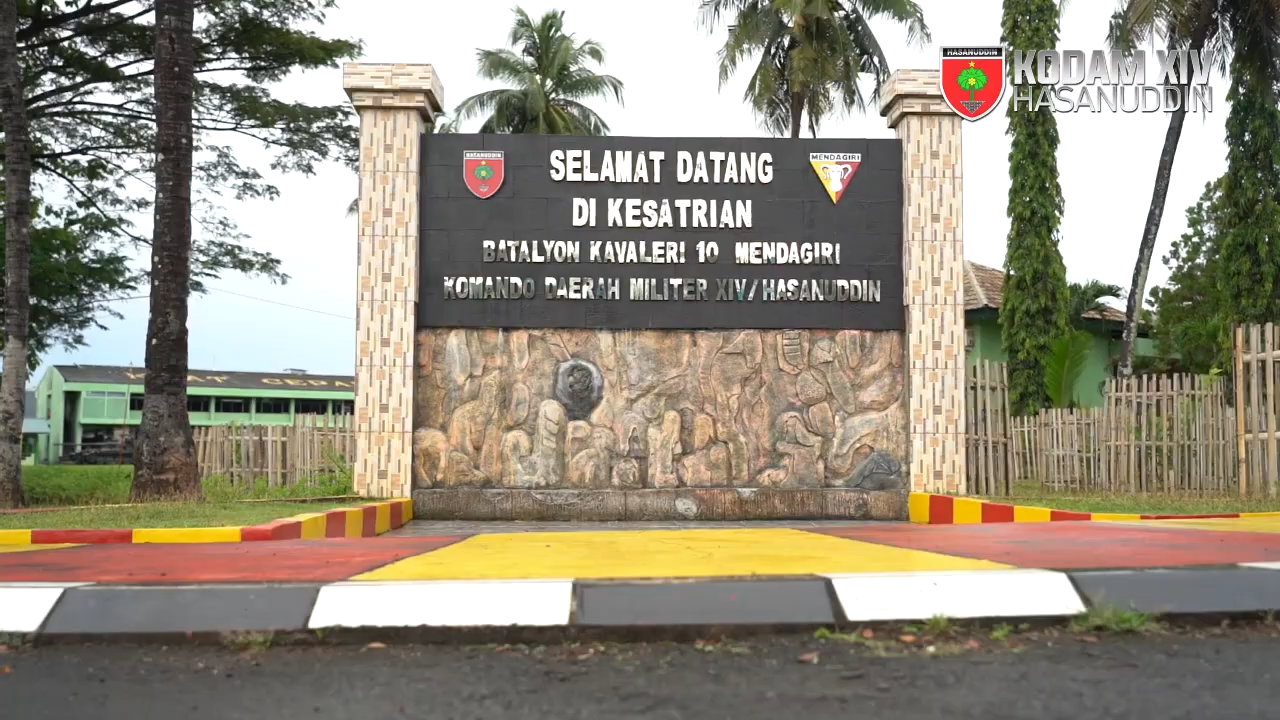 HASANUDDIN
KODAM XIV
HASANUDDIN
HASANUDDIN
MENDAGIRI
SELAMAT DATANG
DI KESATRIAN
BATALYON KAVALERI 10 MENDAGIRI
KOMANDO DAERAH MILITER XIV/HASANUDDIN